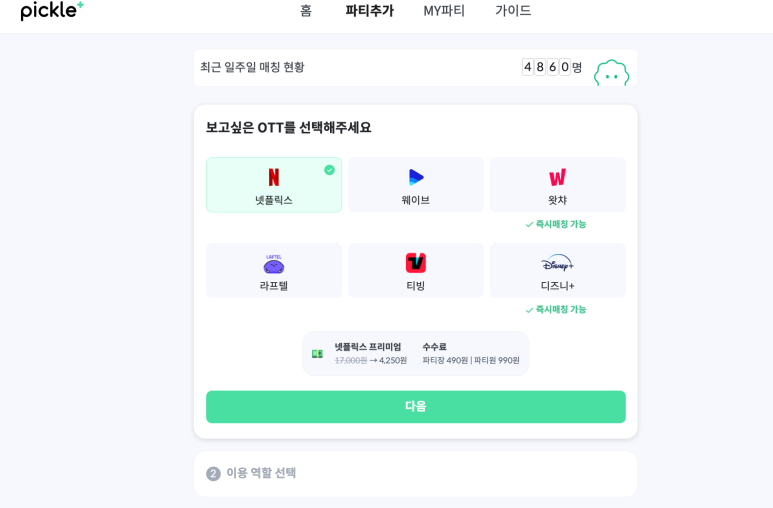 pickle+
홈 파티추가 MY파티 가이드
최근 일주일 매칭 현황 4860명
보고싶은 OTT를 선택해주세요
N W
넷플릭스 웨이브 왓챠
✓ 즉시매칭 가능
LAFTEL Disney+
라프텔 티빙 디즈니+
✓ 즉시매칭 가능
넷플릭스 프리미엄 수수료
17,000원 → 4,250원 파티장 490원 | 파티원 990원
다음
2 이용 역할 선택